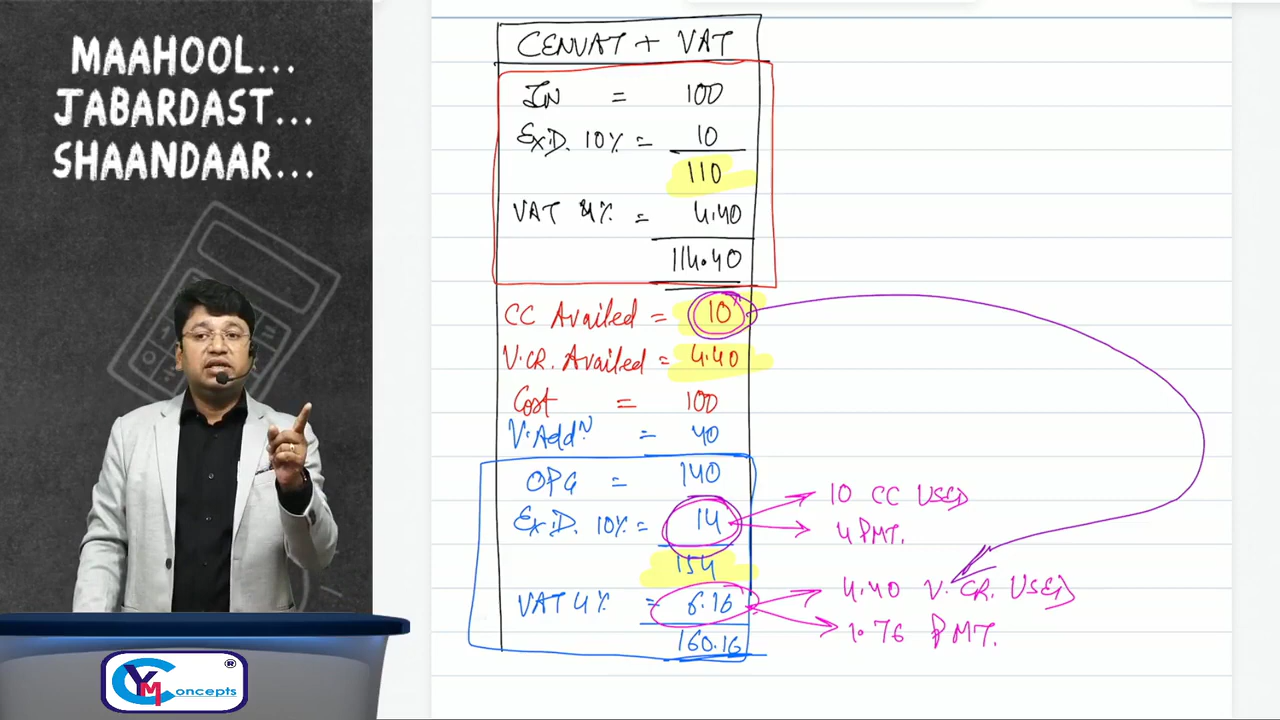 MAAHOOL...
JABARDAST...
SHAANDAAR...
CENVAT + VAT
IN = 100
Ex.D. 10% = 10
110
VAT 4% = 4.40
114.40
CC Availed = 10
V.CR. Availed = 4.40
Cost = 100
V.Addn = 40
OPG = 140
Ex.D. 10% = 14
10 CC USED
4 PMT.
154
VAT 4% = 6.16
4.40 V.CR. USED
1.76 PMT.
160.16
YM Concepts ®